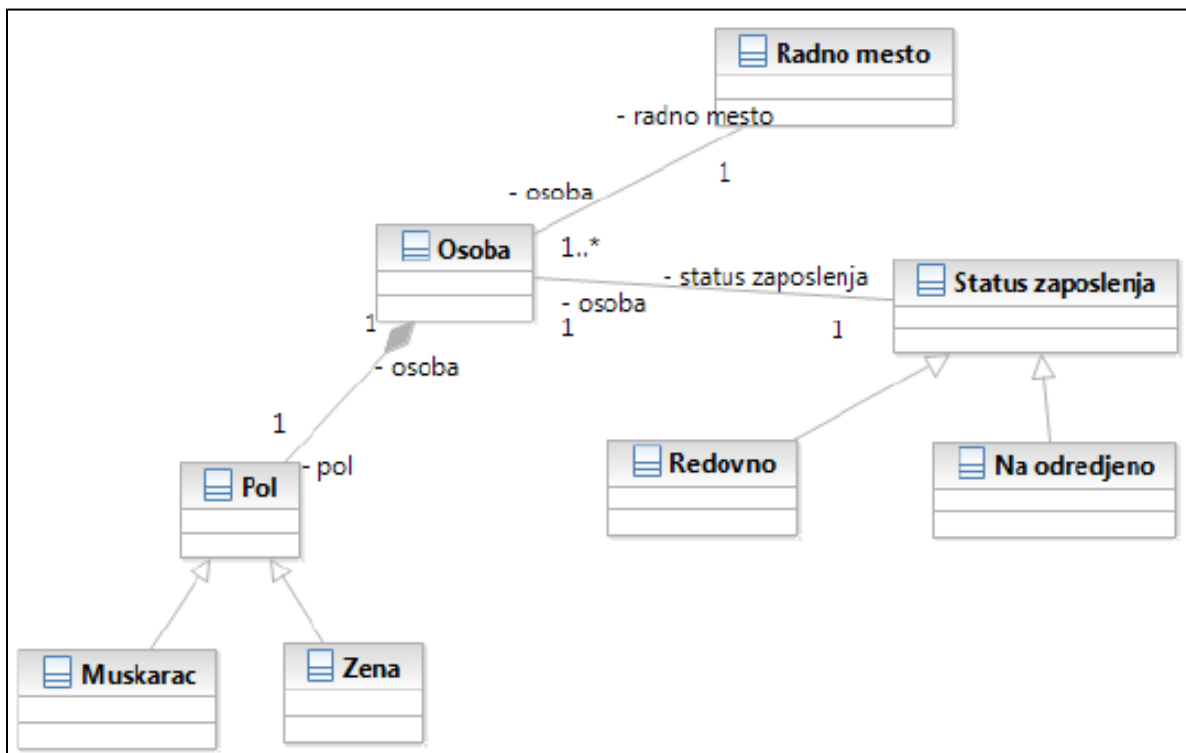 Radno mesto
- radno mesto
1
- osoba
Osoba
1..*
- status zaposlenja
Status zaposlenja
- osoba
1
1
1
- osoba
1
- pol
Pol
Redovno
Na odredjeno
Muskarac
Zena